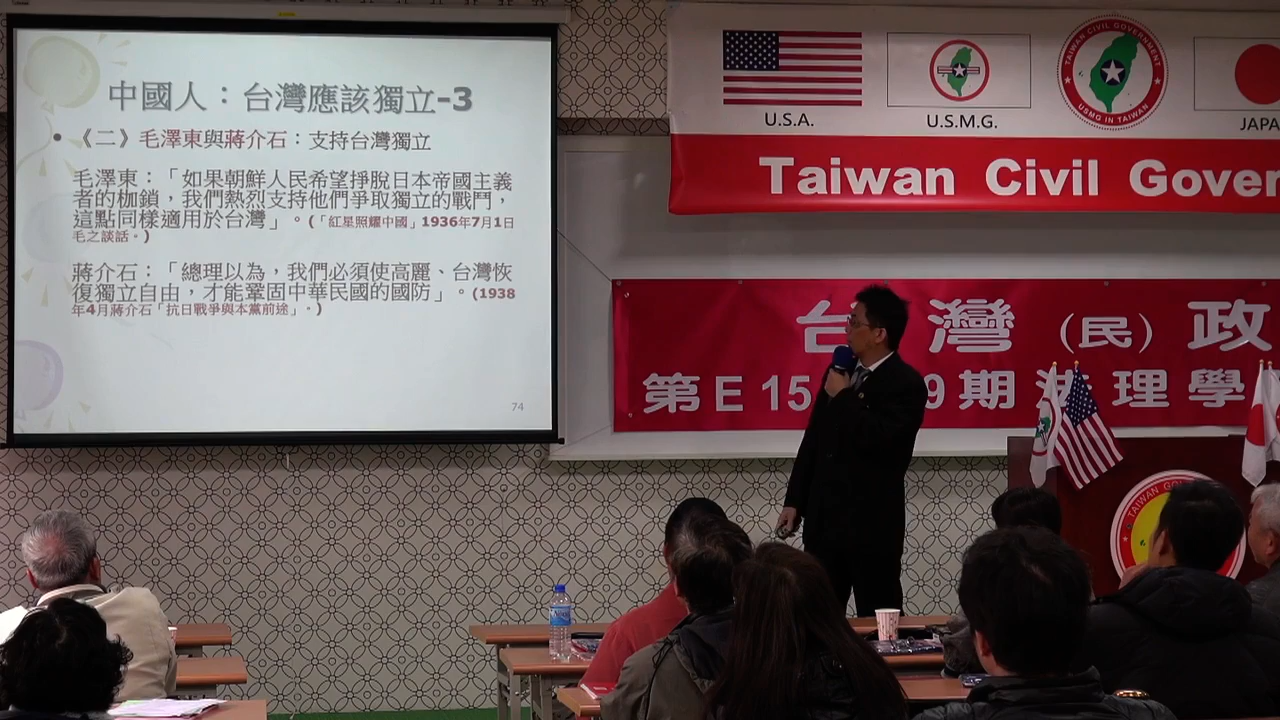 中國人：台灣應該獨立-3
• 《二》毛澤東與蔣介石：支持台灣獨立
毛澤東：「如果朝鮮人民希望掙脫日本帝國主義
者的枷鎖，我們熱烈支持他們爭取獨立的戰鬥，
這點同樣適用於台灣」。(「紅星照耀中國」1936年7月1日
毛之談話。)
蔣介石：「總理以為，我們必須使高麗、台灣恢
復獨立自由，才能鞏固中華民國的國防」。(1938
年4月蔣介石「抗日戰爭與本黨前途」。)
74
TAIWAN CIVIL GOVERNMENT
USMG IN TAIWAN
U.S.A.
U.S.M.G.
JAPA
Taiwan Civil Gover
台灣(民)政
第E15 9期 法理學
TAIWAN GO